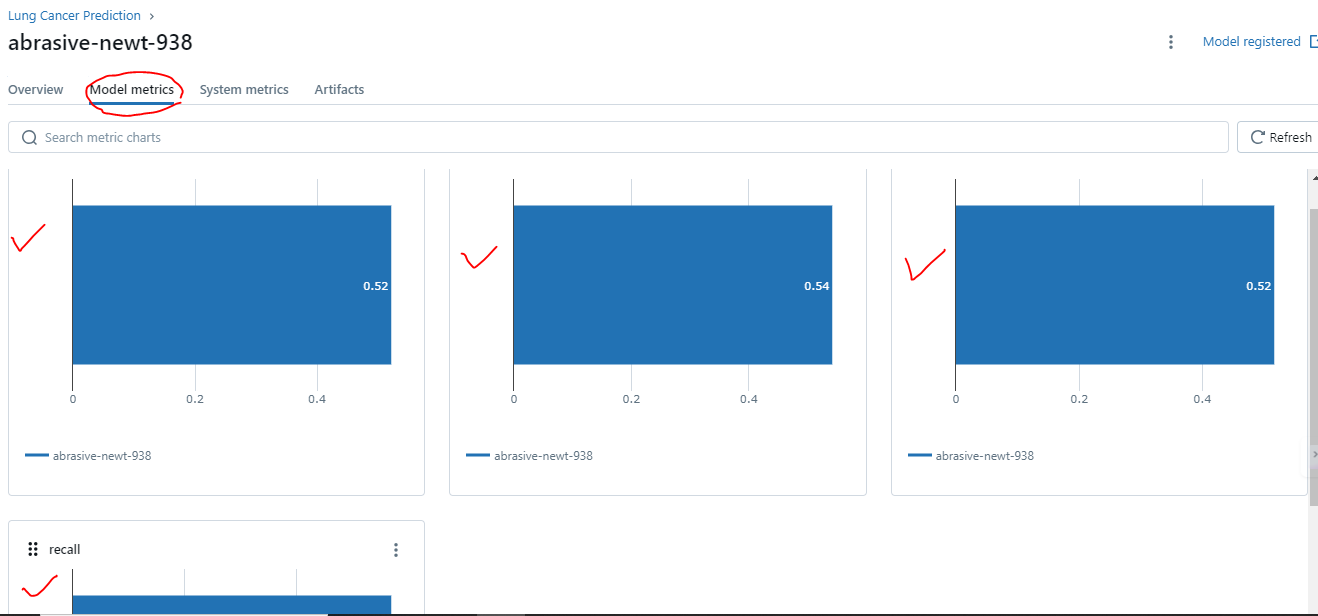 Lung Cancer Prediction
abrasive-newt-938
Model registered
Overview Model metrics System metrics Artifacts
Search metric charts
Refresh
0.52 0.54 0.52
0 0.2 0.4 0 0.2 0.4 0 0.2 0.4
abrasive-newt-938 abrasive-newt-938 abrasive-newt-938
recall